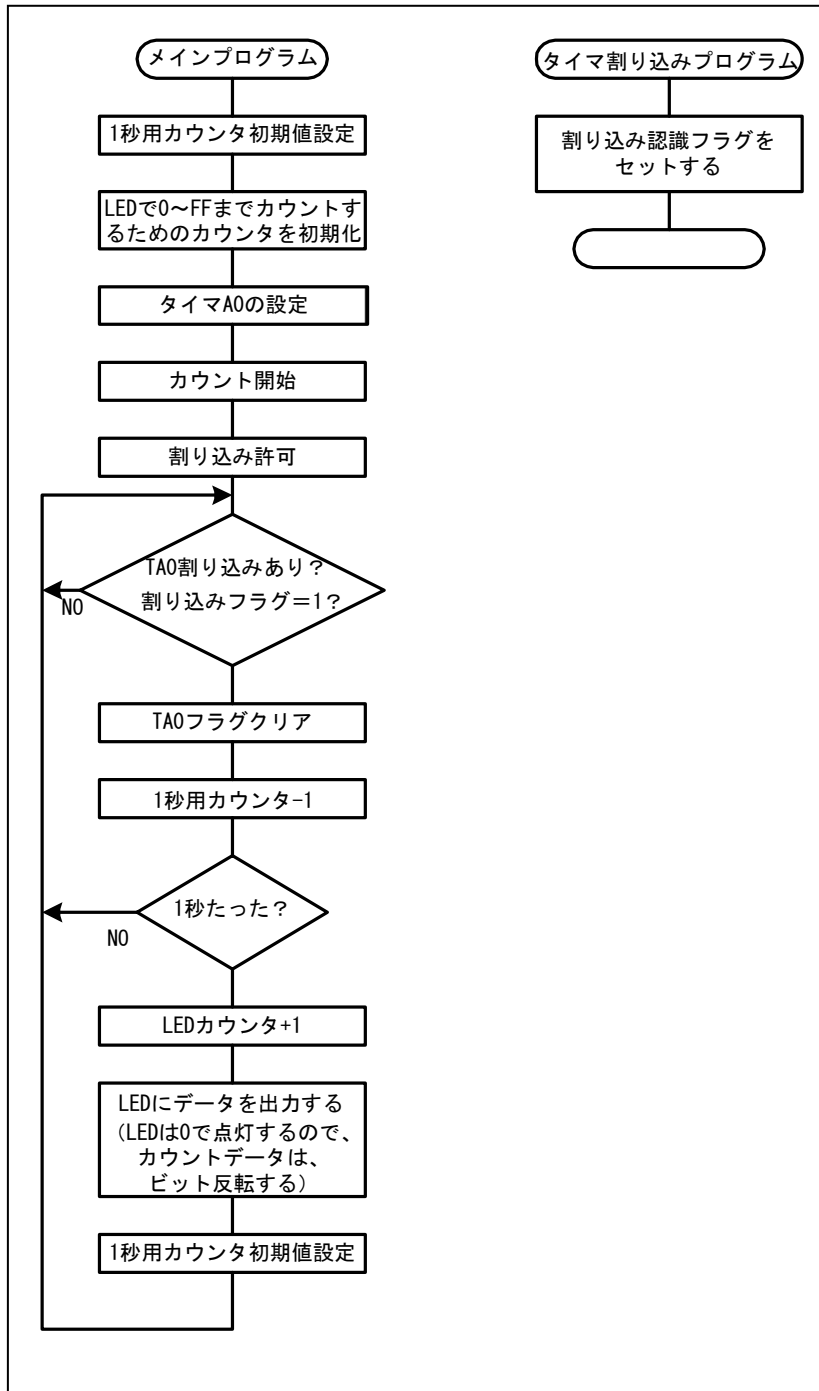 メインプログラム
1秒用カウンタ初期値設定
LEDで0～FFまでカウントす
るためのカウンタを初期化
タイマA0の設定
カウント開始
割り込み許可
TA0割り込みあり？
割り込みフラグ＝1？
NO
TA0フラグクリア
1秒用カウンタ-1
1秒たった？
NO
LEDカウンタ+1
LEDにデータを出力する
(LEDは0で点灯するので、
カウントデータは、
ビット反転する)
1秒用カウンタ初期値設定
タイマ割り込みプログラム
割り込み認識フラグを
セットする